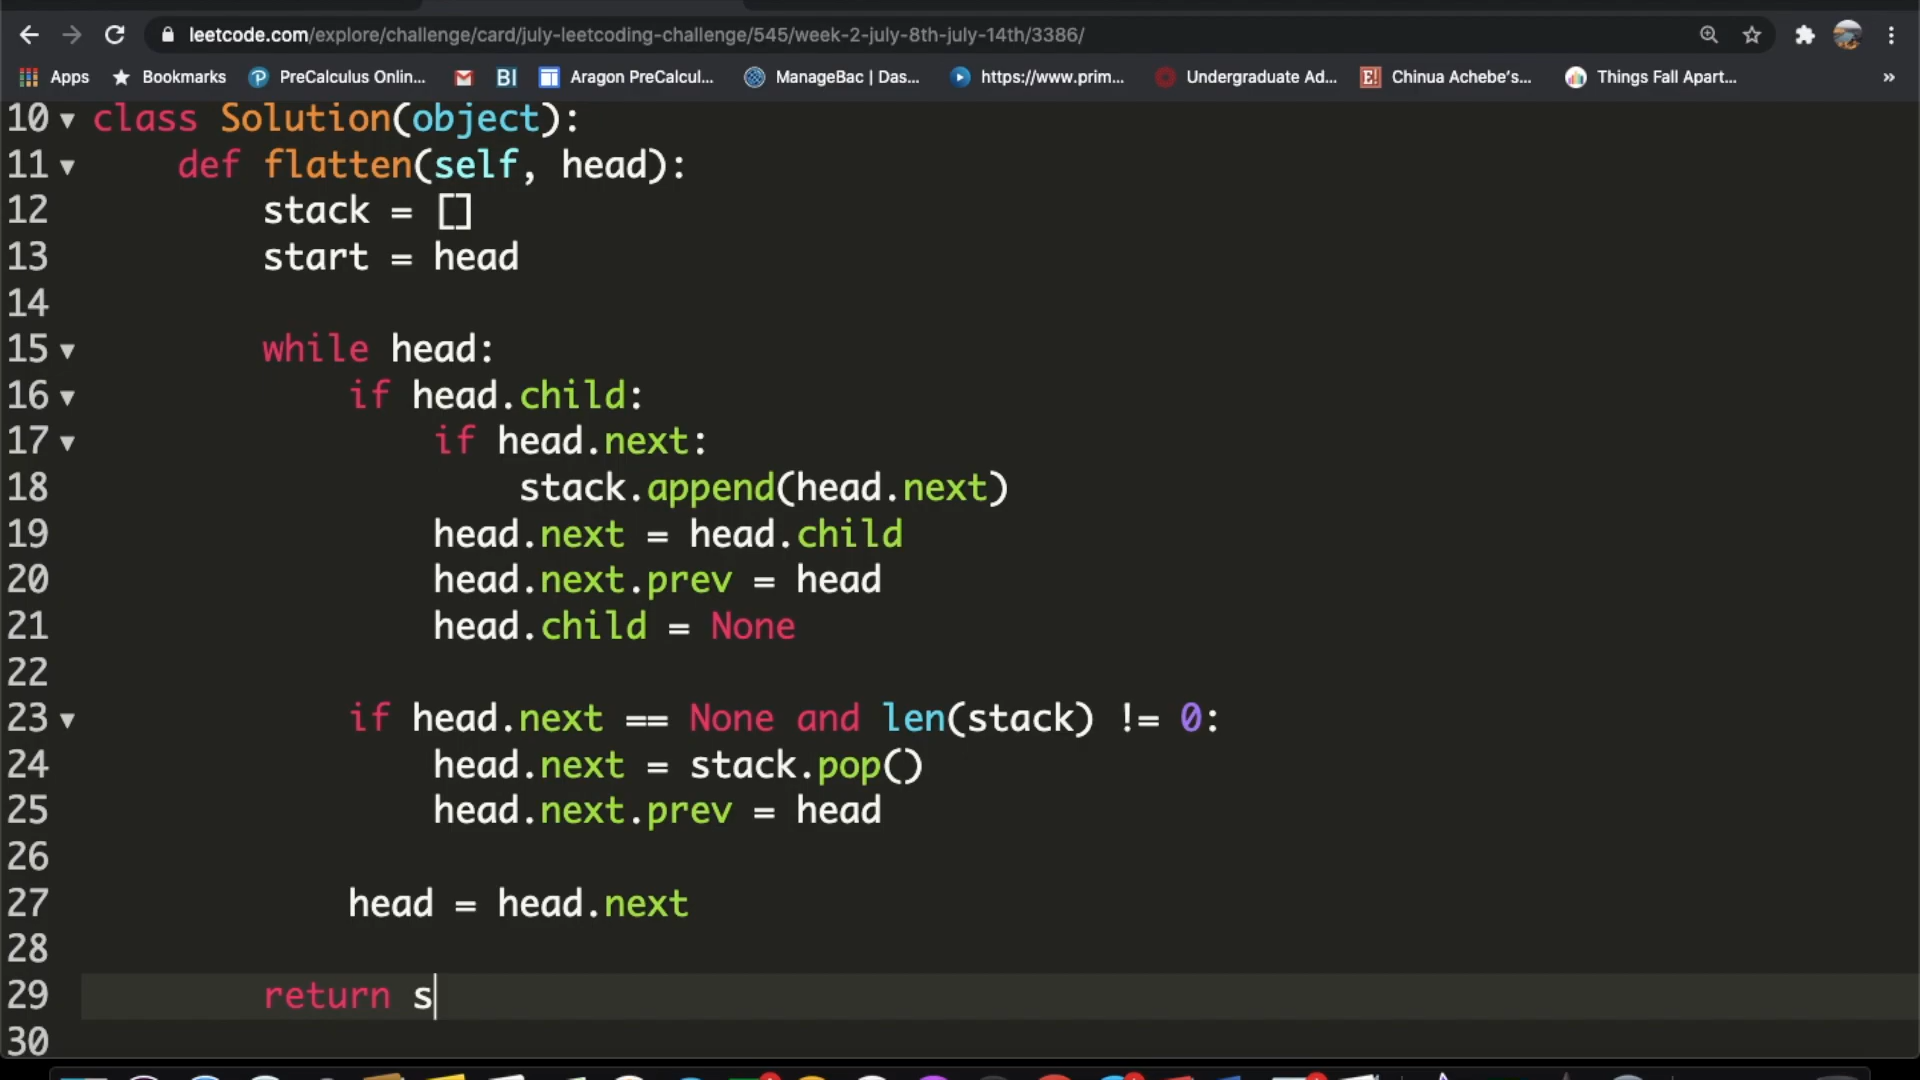 leetcode.com/explore/challenge/card/july-leetcoding-challenge/545/week-2-july-8th-july-14th/3386/
Apps Bookmarks PreCalculus Onlin... BI Aragon PreCalcul... ManageBac | Das... https://www.prim... Undergraduate Ad... E! Chinua Achebe's... Things Fall Apart... »
10 class Solution(object):
11 def flatten(self, head):
12 stack = []
13 start = head
14
15 while head:
16 if head.child:
17 if head.next:
18 stack.append(head.next)
19 head.next = head.child
20 head.next.prev = head
21 head.child = None
22
23 if head.next == None and len(stack) != 0:
24 head.next = stack.pop()
25 head.next.prev = head
26
27 head = head.next
28
29 return s
30